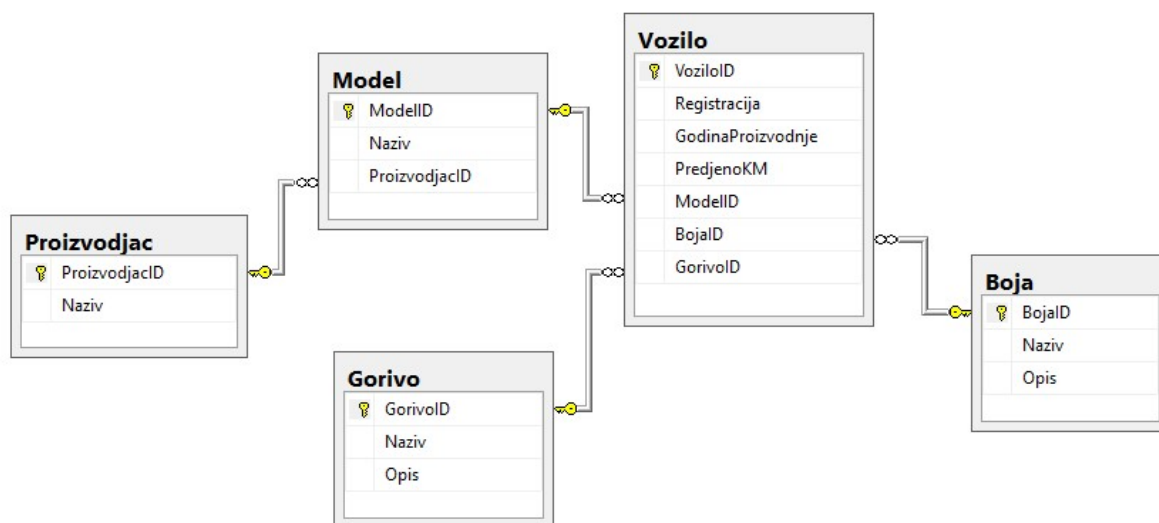 Vozilo
VoziloID
Registracija
GodinaProizvodnje
PredjenoKM
ModelID
BojaID
GorivoID
Model
ModelID
Naziv
ProizvodjacID
Proizvodjac
ProizvodjacID
Naziv
Gorivo
GorivoID
Naziv
Opis
Boja
BojaID
Naziv
Opis